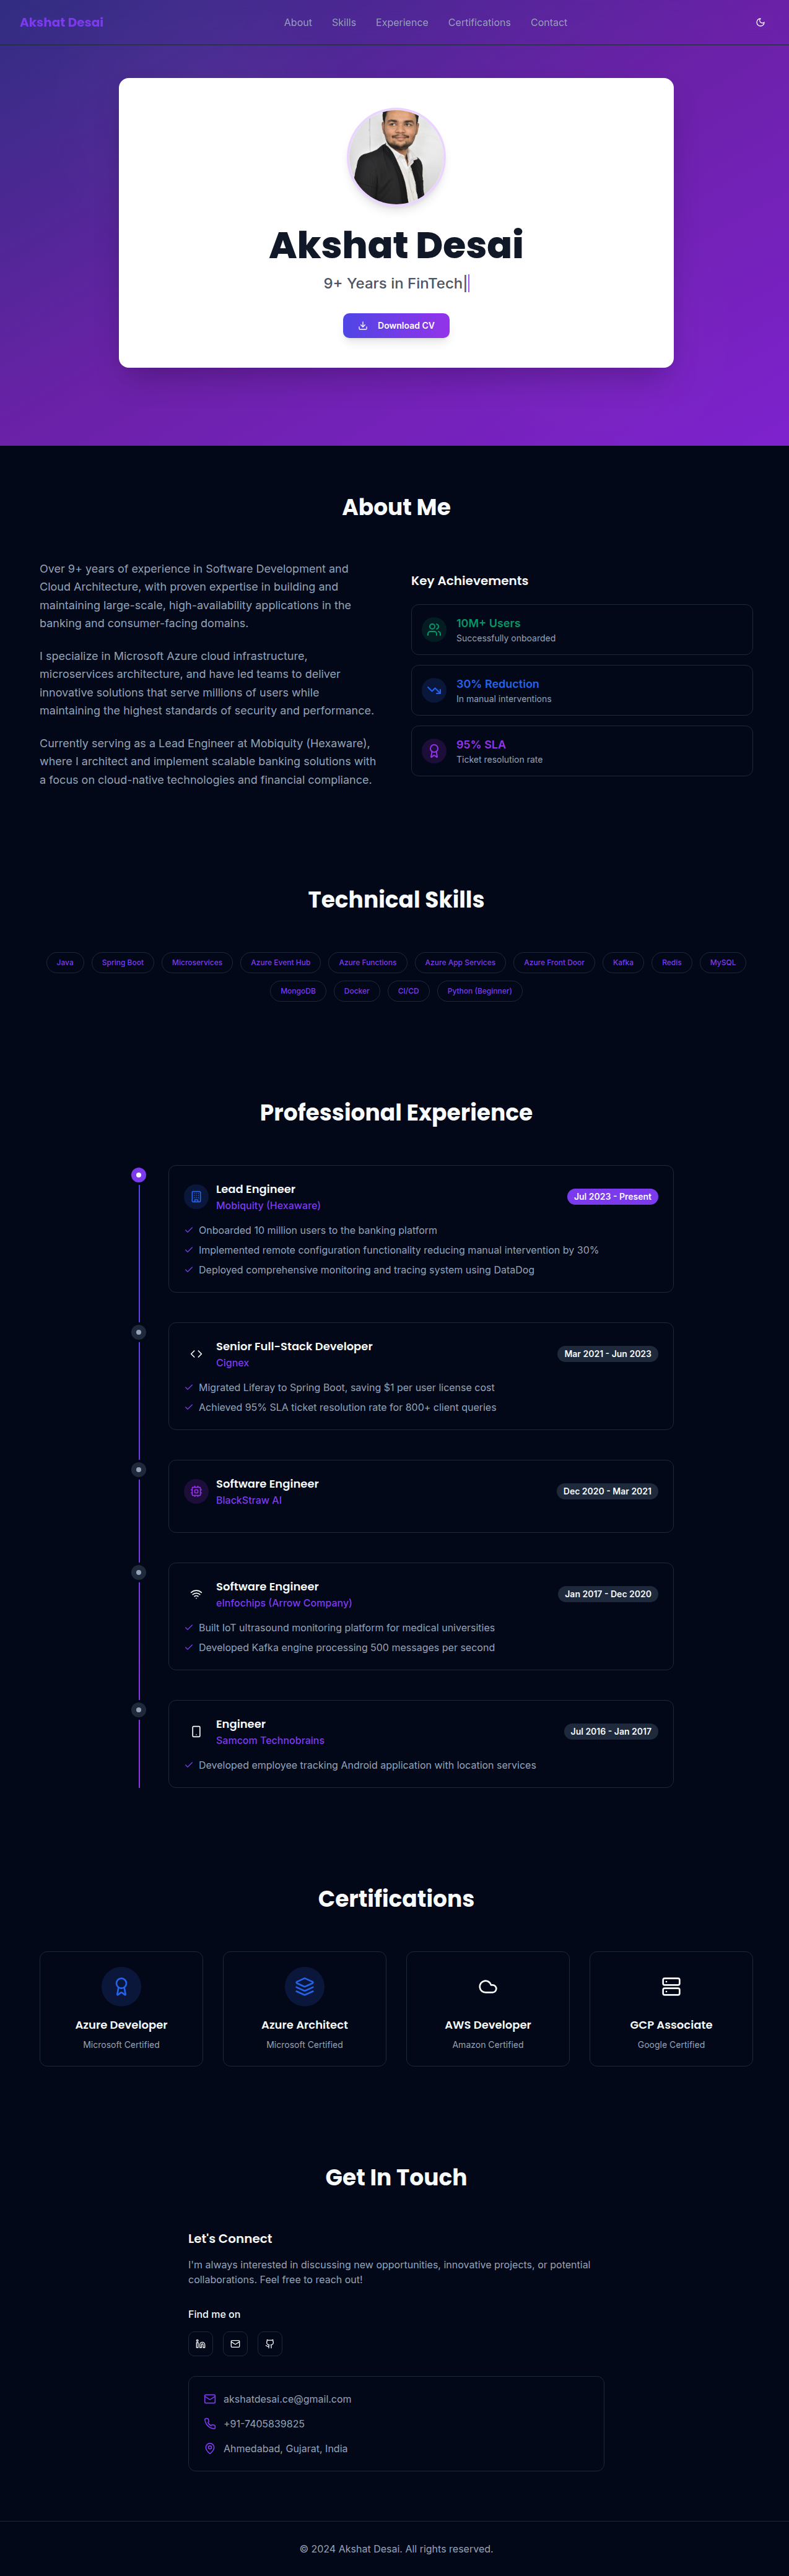 Akshat Desai
About
Skills
Experience
Certifications
Contact
Akshat Desai
9+ Years in FinTech|
Download CV
About Me
Over 9+ years of experience in Software Development and
Cloud Architecture, with proven expertise in building and
maintaining large-scale, high-availability applications in the
banking and consumer-facing domains.
I specialize in Microsoft Azure cloud infrastructure,
microservices architecture, and have led teams to deliver
innovative solutions that serve millions of users while
maintaining the highest standards of security and performance.
Currently serving as a Lead Engineer at Mobiquity (Hexaware),
where I architect and implement scalable banking solutions with
a focus on cloud-native technologies and financial compliance.
Key Achievements
10M+ Users
Successfully onboarded
30% Reduction
In manual interventions
95% SLA
Ticket resolution rate
Technical Skills
Java
Spring Boot
Microservices
Azure Event Hub
Azure Functions
Azure App Services
Azure Front Door
Kafka
Redis
MySQL
MongoDB
Docker
CI/CD
Python (Beginner)
Professional Experience
Lead Engineer
Mobiquity (Hexaware)
Jul 2023 - Present
Onboarded 10 million users to the banking platform
Implemented remote configuration functionality reducing manual intervention by 30%
Deployed comprehensive monitoring and tracing system using DataDog
Senior Full-Stack Developer
Cignex
Mar 2021 - Jun 2023
Migrated Liferay to Spring Boot, saving $1 per user license cost
Achieved 95% SLA ticket resolution rate for 800+ client queries
Software Engineer
BlackStraw AI
Dec 2020 - Mar 2021
Software Engineer
eInfochips (Arrow Company)
Jan 2017 - Dec 2020
Built IoT ultrasound monitoring platform for medical universities
Developed Kafka engine processing 500 messages per second
Engineer
Samcom Technobrains
Jul 2016 - Jan 2017
Developed employee tracking Android application with location services
Certifications
Azure Developer
Microsoft Certified
Azure Architect
Microsoft Certified
AWS Developer
Amazon Certified
GCP Associate
Google Certified
Get In Touch
Let's Connect
I'm always interested in discussing new opportunities, innovative projects, or potential
collaborations. Feel free to reach out!
Find me on
akshatdesai.ce@gmail.com
+91-7405839825
Ahmedabad, Gujarat, India
© 2024 Akshat Desai. All rights reserved.